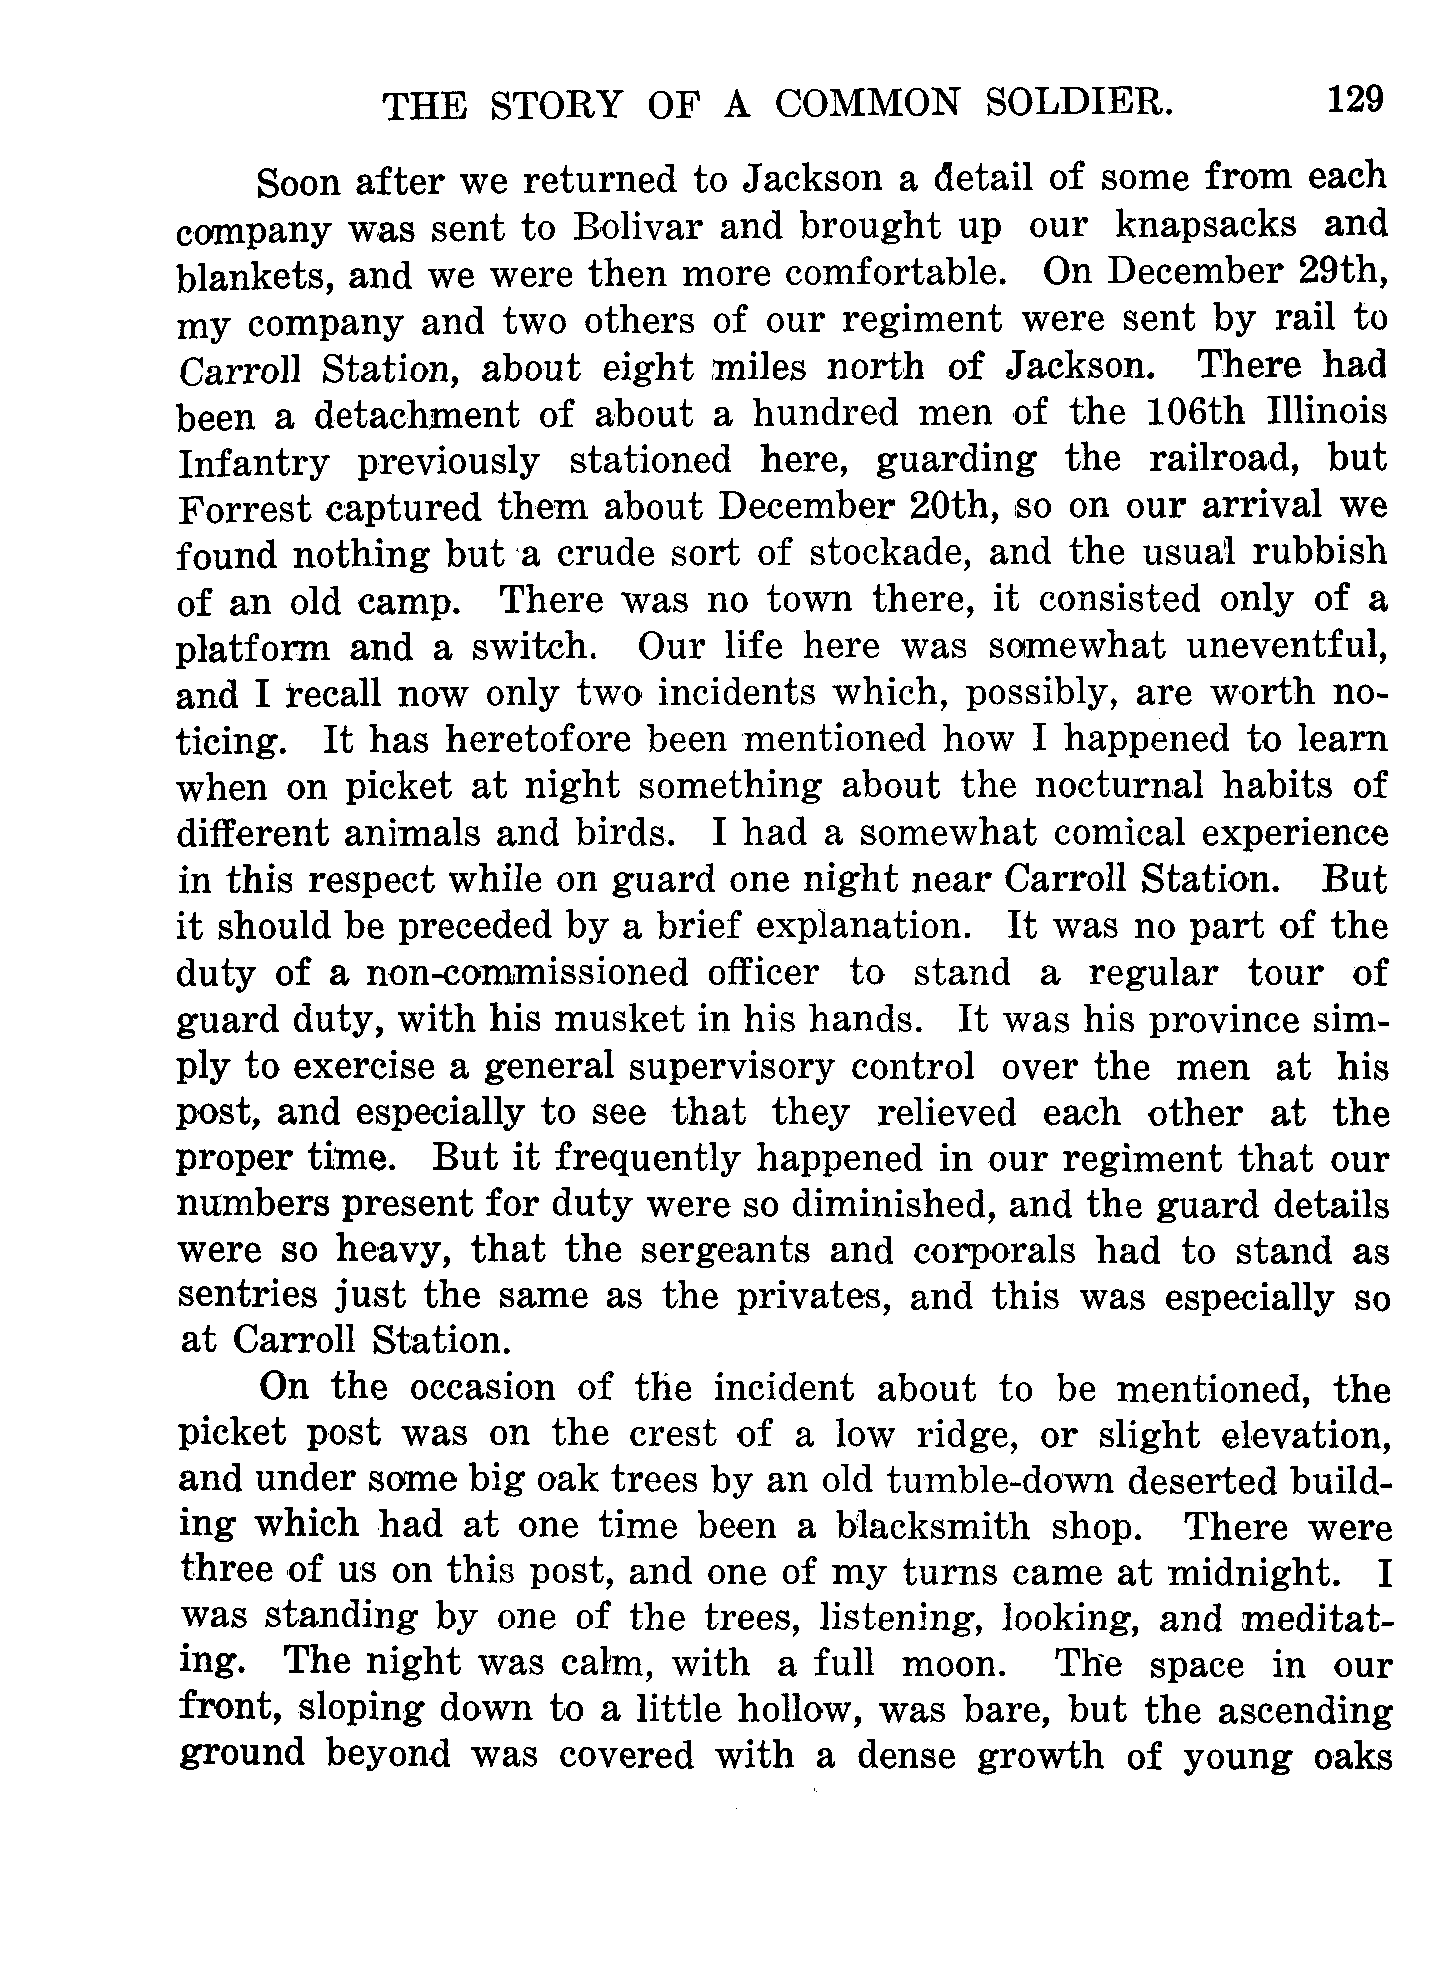 THE STORY OF A COMMON SOLDIER. 129
Soon after we returned to Jackson a detail of some from each
company was sent to Bolivar and brought up our knapsacks and
blankets, and we were then more comfortable. On December 29th,
my company and two others of our regiment were sent by rail to
Carroll Station, about eight miles north of Jackson. There had
been a detachment of about a hundred men of the 106th Illinois
Infantry previously stationed here, guarding the railroad, but
Forrest captured them about December 20th, so on our arrival we
found nothing but a crude sort of stockade, and the usual rubbish
of an old camp. There was no town there, it consisted only of a
platform and a switch. Our life here was somewhat uneventful,
and I recall now only two incidents which, possibly, are worth no-
ticing. It has heretofore been mentioned how I happened to learn
when on picket at night something about the nocturnal habits of
different animals and birds. I had a somewhat comical experience
in this respect while on guard one night near Carroll Station. But
it should be preceded by a brief explanation. It was no part of the
duty of a non-commissioned officer to stand a regular tour of
guard duty, with his musket in his hands. It was his province sim-
ply to exercise a general supervisory control over the men at his
post, and especially to see that they relieved each other at the
proper time. But it frequently happened in our regiment that our
numbers present for duty were so diminished, and the guard details
were so heavy, that the sergeants and corporals had to stand as
sentries just the same as the privates, and this was especially so
at Carroll Station.
On the occasion of the incident about to be mentioned, the
picket post was on the crest of a low ridge, or slight elevation,
and under some big oak trees by an old tumble-down deserted build-
ing which had at one time been a blacksmith shop. There were
three of us on this post, and one of my turns came at midnight. I
was standing by one of the trees, listening, looking, and meditat-
ing. The night was calm, with a full moon. The space in our
front, sloping down to a little hollow, was bare, but the ascending
ground beyond was covered with a dense growth of young oaks